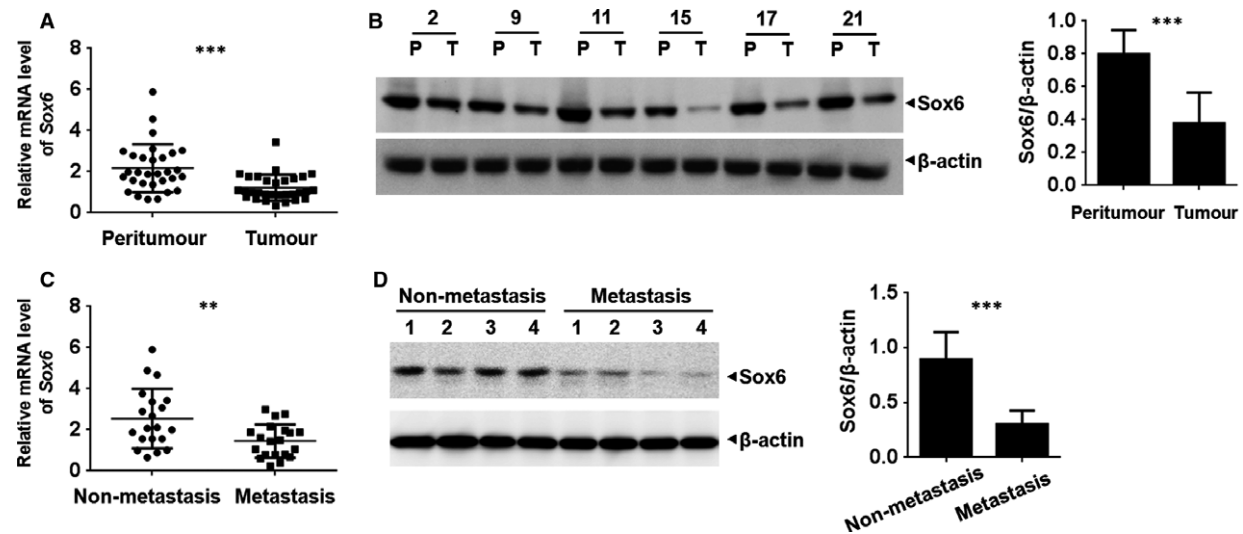 A
Relative mRNA level
of Sox6
8
6
4
2
0
***
Peritumour Tumour
B
2 9 11 15 17 21
P T P T P T P T P T P T
◄Sox6
◄β-actin
Sox6/β-actin
1.0
0.8
0.6
0.4
0.2
0.0
***
Peritumour Tumour
C
Relative mRNA level
of Sox6
8
6
4
2
0
**
Non-metastasis Metastasis
D
Non-metastasis Metastasis
1 2 3 4 1 2 3 4
◄Sox6
◄β-actin
Sox6/β-actin
1.5
1.0
0.5
0.0
***
Non-metastasis
Metastasis